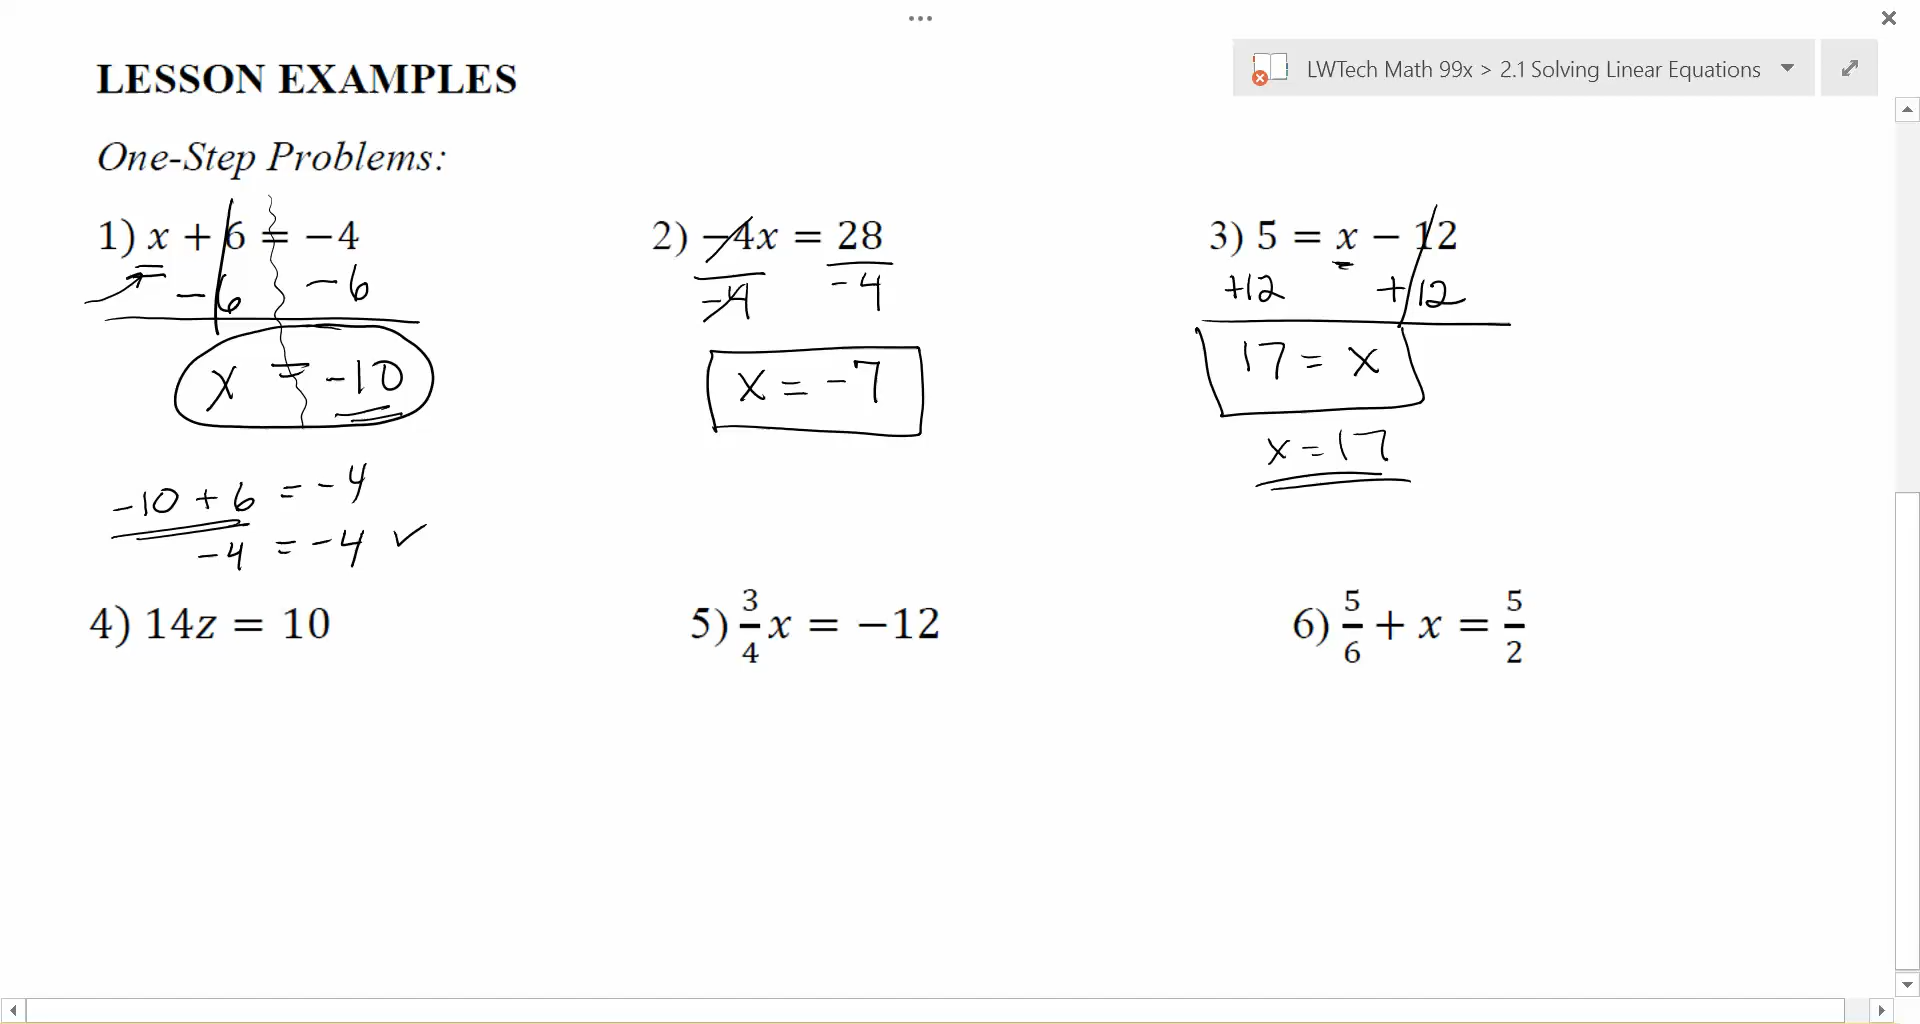 LWTech Math 99x > 2.1 Solving Linear Equations
LESSON EXAMPLES
One-Step Problems:
1) x + 6 = −4
−6 −6
x = −10
−10 + 6 = −4
−4 = −4 ✓
2) −4x = 28
−4 −4
x = −7
3) 5 = x − 12
+12 +12
17 = x
x = 17
4) 14z = 10
5) 3/4 x = −12
6) 5/6 + x = 5/2